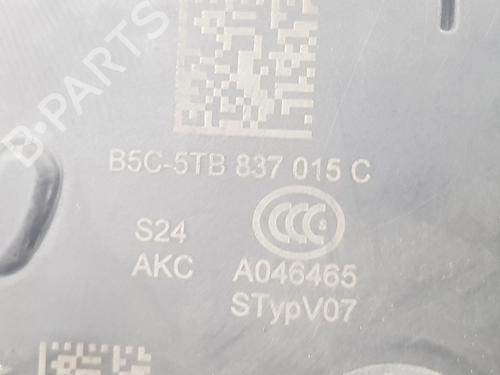 B-PARTS
B5C-5TB 837 015 C
S24
CCC S
AKC A046465
STypV07